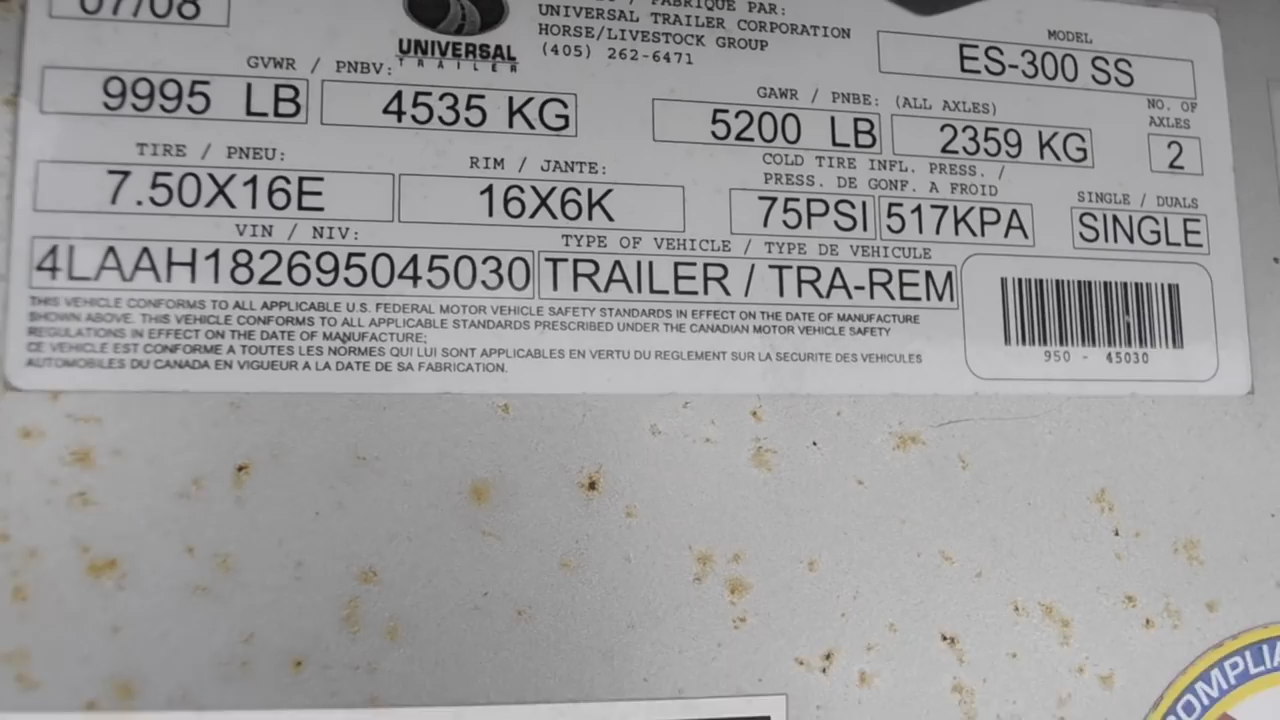 07/08
UNIVERSAL
TRAILER
FABRIQUE PAR:
UNIVERSAL TRAILER CORPORATION
HORSE/LIVESTOCK GROUP
(405) 262-6471
MODEL
ES-300 SS
GVWR / PNBV:
9995 LB 4535 KG
GAWR / PNBE: (ALL AXLES)
5200 LB 2359 KG
NO. OF
AXLES
2
TIRE / PNEU:
7.50X16E
RIM / JANTE:
16X6K
COLD TIRE INFL. PRESS. /
PRESS. DE GONF. A FROID
75PSI 517KPA
SINGLE / DUALS
SINGLE
VIN / NIV:
4LAAH182695045030
TYPE OF VEHICLE / TYPE DE VEHICULE
TRAILER / TRA-REM
THIS VEHICLE CONFORMS TO ALL APPLICABLE U.S. FEDERAL MOTOR VEHICLE SAFETY STANDARDS IN EFFECT ON THE DATE OF MANUFACTURE
SHOWN ABOVE. THIS VEHICLE CONFORMS TO ALL APPLICABLE STANDARDS PRESCRIBED UNDER THE CANADIAN MOTOR VEHICLE SAFETY
REGULATIONS IN EFFECT ON THE DATE OF MANUFACTURE;
CE VEHICLE EST CONFORME A TOUTES LES NORMES QUI LUI SONT APPLICABLES EN VERTU DU REGLEMENT SUR LA SECURITE DES VEHICULES
AUTOMOBILES DU CANADA EN VIGUEUR A LA DATE DE SA FABRICATION.
950 - 45030
OMPLIA